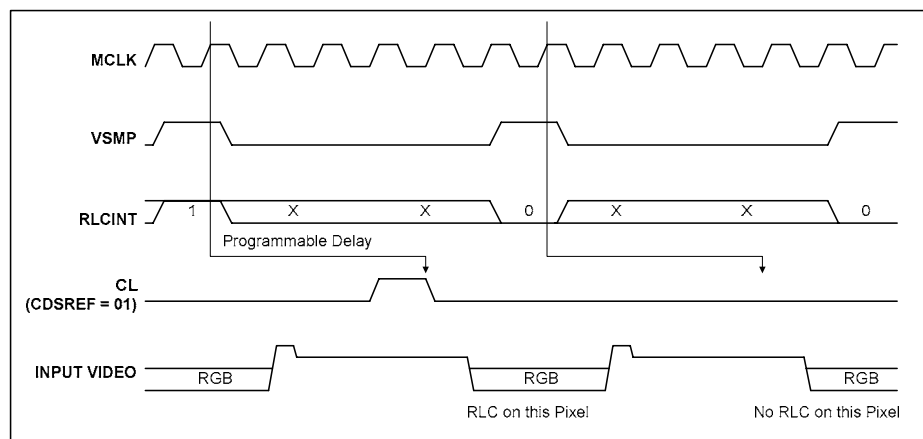 MCLK
VSMP
RLCINT
1 X X 0 X X 0
Programmable Delay
CL
(CDSREF = 01)
INPUT VIDEO
RGB RGB RGB
RLC on this Pixel
No RLC on this Pixel